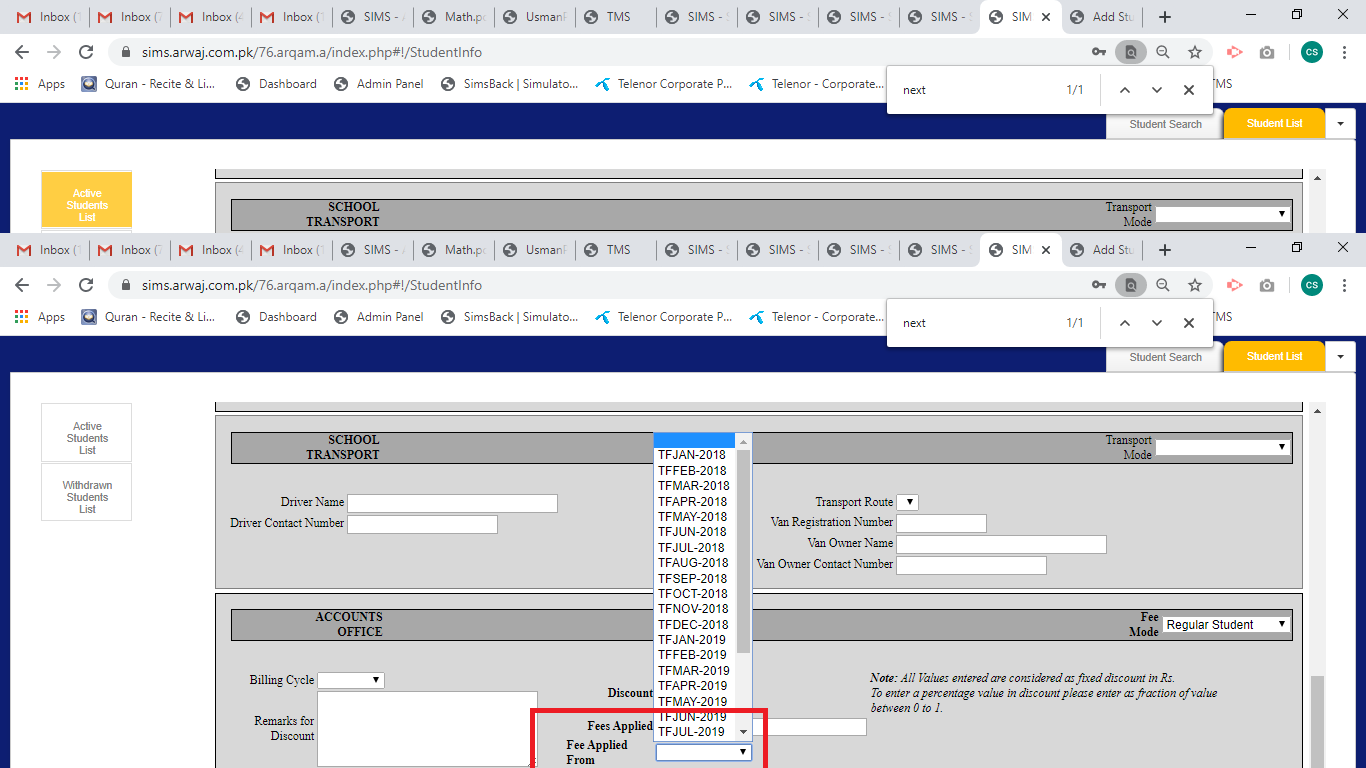 Inbox (1 Inbox (7 Inbox (4 Inbox (1 SIMS - Math.p UsmanF TMS SIMS - SIMS - SIMS - SIMS - SIM Add Stu
sims.arwaj.com.pk/76.arqam.a/index.php#!/StudentInfo CS
Apps Quran - Recite & Li... Dashboard Admin Panel SimsBack | Simulato... Telenor Corporate P... Telenor - Corporate... TMS
next 1/1
Student Search Student List
Active
Students
List
SCHOOL
TRANSPORT
Transport
Mode
Inbox (1 Inbox (7 Inbox (4 Inbox (1 SIMS - Math.p UsmanF TMS SIMS - SIMS - SIMS - SIMS - SIM Add Stu
sims.arwaj.com.pk/76.arqam.a/index.php#!/StudentInfo CS
Apps Quran - Recite & Li... Dashboard Admin Panel SimsBack | Simulato... Telenor Corporate P... Telenor - Corporate... TMS
next 1/1
Student Search Student List
Active
Students
List
Withdrawn
Students
List
SCHOOL
TRANSPORT
Transport
Mode
Driver Name
Driver Contact Number
Transport Route
Van Registration Number
Van Owner Name
Van Owner Contact Number
TFJAN-2018
TFFEB-2018
TFMAR-2018
TFAPR-2018
TFMAY-2018
TFJUN-2018
TFJUL-2018
TFAUG-2018
TFSEP-2018
TFOCT-2018
TFNOV-2018
TFDEC-2018
TFJAN-2019
TFFEB-2019
TFMAR-2019
TFAPR-2019
TFMAY-2019
TFJUN-2019
TFJUL-2019
ACCOUNTS
OFFICE
Fee
Mode
Regular Student
Billing Cycle
Remarks for
Discount
Discount
Fees Applied
Fee Applied
From
Note: All Values entered are considered as fixed discount in Rs.
To enter a percentage value in discount please enter as fraction of value
between 0 to 1.